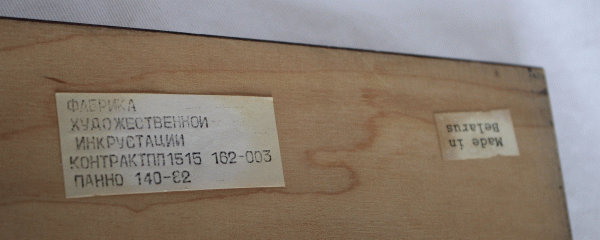 ФАБРИКА
ХУДОЖЕСТВЕННОЙ
ИНКРУСТАЦИИ
КОНТРАКТПП1515 162-003
ПАННО 140-82
Made in
Belarus